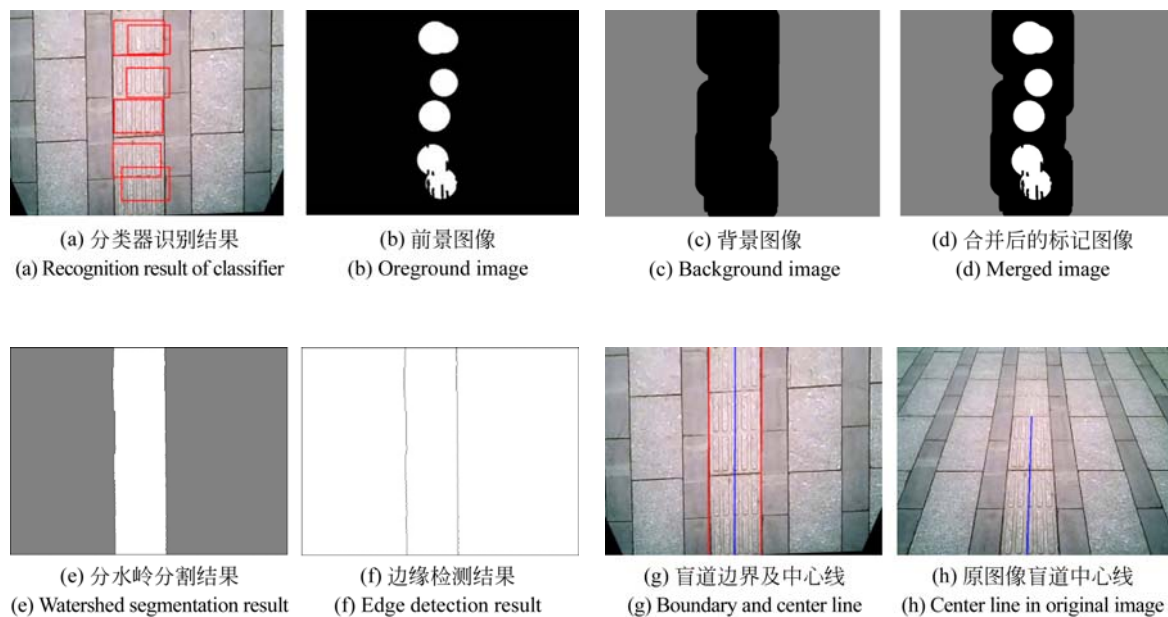 (a) 分类器识别结果
(a) Recognition result of classifier
(b) 前景图像
(b) Oreground image
(c) 背景图像
(c) Background image
(d) 合并后的标记图像
(d) Merged image
(e) 分水岭分割结果
(e) Watershed segmentation result
(f) 边缘检测结果
(f) Edge detection result
(g) 盲道边界及中心线
(g) Boundary and center line
(h) 原图像盲道中心线
(h) Center line in original image